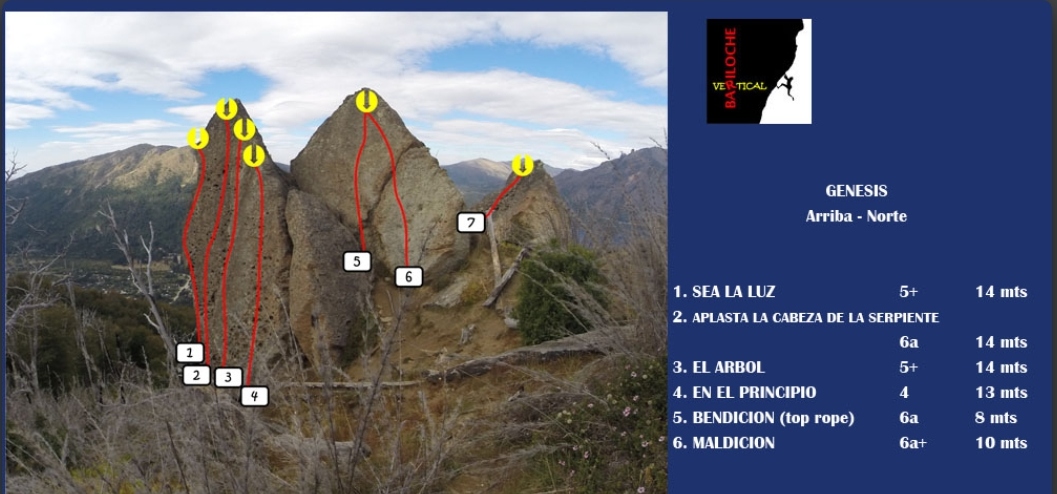 BARILOCHE
VERTICAL
GENESIS
Arriba - Norte
1. SEA LA LUZ 5+ 14 mts
2. APLASTA LA CABEZA DE LA SERPIENTE
6a 14 mts
3. EL ARBOL 5+ 14 mts
4. EN EL PRINCIPIO 4 13 mts
5. BENDICION (top rope) 6a 8 mts
6. MALDICION 6a+ 10 mts
7
5
6
1
2
3
4